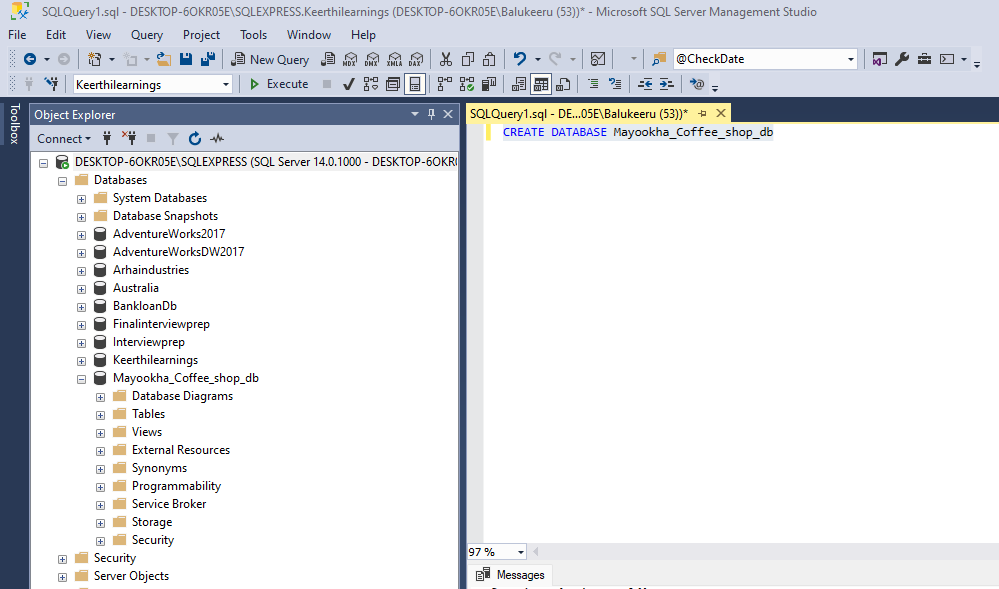 SQLQuery1.sql - DESKTOP-6OKR05E\SQLEXPRESS.Keerthilearnings (DESKTOP-6OKR05E\Balukeeru (53))* - Microsoft SQL Server Management Studio
File Edit View Query Project Tools Window Help
New Query MDX DMX XMLA DAX @CheckDate
Keerthilearnings Execute
Toolbox
Object Explorer
SQLQuery1.sql - DE...05E\Balukeeru (53))*
Connect
CREATE DATABASE Mayookha_Coffee_shop_db
DESKTOP-6OKR05E\SQLEXPRESS (SQL Server 14.0.1000 - DESKTOP-6OKR
Databases
System Databases
Database Snapshots
AdventureWorks2017
AdventureWorksDW2017
Arhaindustries
Australia
BankloanDb
Finalinterviewprep
Interviewprep
Keerthilearnings
Mayookha_Coffee_shop_db
Database Diagrams
Tables
Views
External Resources
Synonyms
Programmability
Service Broker
Storage
Security
Security
Server Objects
97 %
Messages